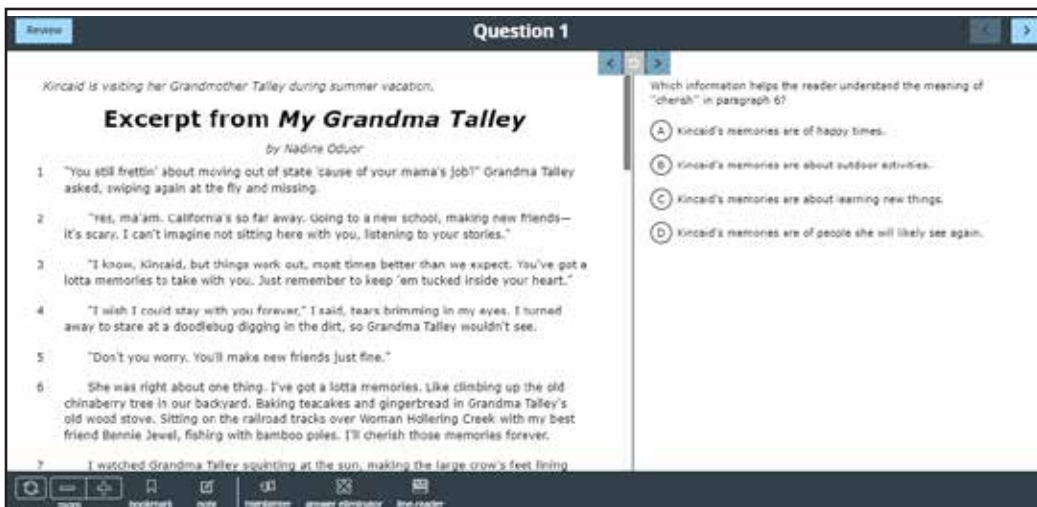 Review
Question 1
Kincaid is visiting her Grandmother Talley during summer vacation.
Excerpt from My Grandma Talley
by Nadine Oduor
1 "You still frettin' about moving out of state 'cause of your mama's job?" Grandma Talley
asked, swiping again at the fly and missing.
2 "Yes, ma'am. California's so far away. Going to a new school, making new friends—
it's scary. I can't imagine not sitting here with you, listening to your stories."
3 "I know, Kincaid, but things work out, most times better than we expect. You've got a
lotta memories to take with you. Just remember to keep 'em tucked inside your heart."
4 "I wish I could stay with you forever," I said, tears brimming in my eyes. I turned
away to stare at a doodlebug digging in the dirt, so Grandma Talley wouldn't see.
5 "Don't you worry. You'll make new friends just fine."
6 She was right about one thing. I've got a lotta memories. Like climbing up the old
chinaberry tree in our backyard. Baking teacakes and gingerbread in Grandma Talley's
old wood stove. Sitting on the railroad tracks over Woman Hollering Creek with my best
friend Bennie Jewel, fishing with bamboo poles. I'll cherish those memories forever.
7 I watched Grandma Talley squinting at the sun, making the large crow's feet lining
Which information helps the reader understand the meaning of
"cherish" in paragraph 6?
A Kincaid's memories are of happy times.
B Kincaid's memories are about outdoor activities.
C Kincaid's memories are about learning new things.
D Kincaid's memories are of people she will likely see again.
zoom bookmark note highlighter answer eliminator line reader